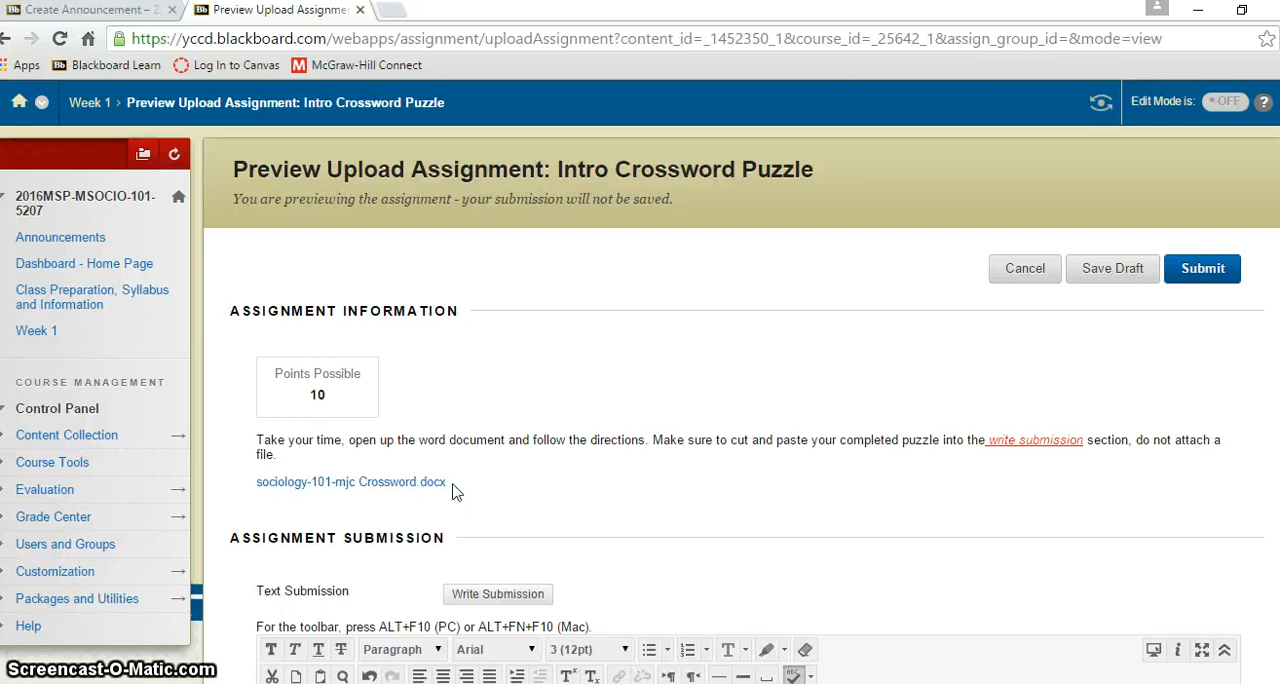 Create Announcement – 2
Preview Upload Assignme
https://yccd.blackboard.com/webapps/assignment/uploadAssignment?content_id=_1452350_1&course_id=_25642_1&assign_group_id=&mode=view
Apps Blackboard Learn Log In to Canvas McGraw-Hill Connect
Week 1 > Preview Upload Assignment: Intro Crossword Puzzle
Edit Mode is: OFF ?
2016MSP-MSOCIO-101-
5207
Announcements
Dashboard - Home Page
Class Preparation, Syllabus
and Information
Week 1
COURSE MANAGEMENT
Control Panel
Content Collection
Course Tools
Evaluation
Grade Center
Users and Groups
Customization
Packages and Utilities
Help
Preview Upload Assignment: Intro Crossword Puzzle
You are previewing the assignment - your submission will not be saved.
Cancel Save Draft Submit
ASSIGNMENT INFORMATION
Points Possible
10
Take your time, open up the word document and follow the directions. Make sure to cut and paste your completed puzzle into the write submission section, do not attach a
file.
sociology-101-mjc Crossword.docx
ASSIGNMENT SUBMISSION
Text Submission Write Submission
For the toolbar, press ALT+F10 (PC) or ALT+FN+F10 (Mac).
T T T T Paragraph Arial 3 (12pt)
Screencast-O-Matic.com